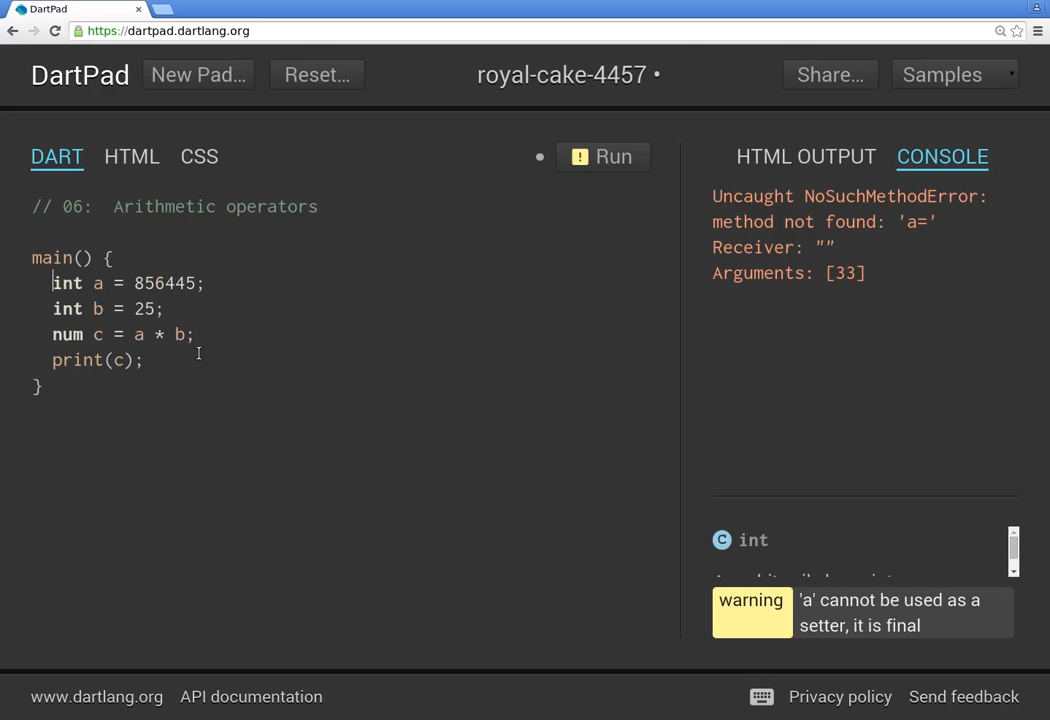 DartPad ×
https://dartpad.dartlang.org
DartPad New Pad… Reset… royal-cake-4457 • Share… Samples
DART HTML CSS ! Run HTML OUTPUT CONSOLE
// 06:  Arithmetic operators
main() {
int a = 856445;
int b = 25;
num c = a * b;
print(c);
}
Uncaught NoSuchMethodError:
method not found: 'a='
Receiver: ""
Arguments: [33]
C int
warning 'a' cannot be used as a
setter, it is final
www.dartlang.org API documentation Privacy policy Send feedback